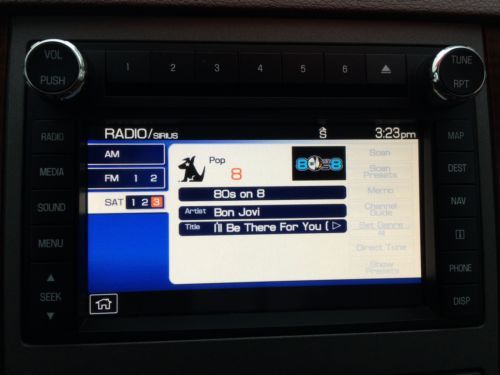 VOL
PUSH
1 2 3 4 5 6
TUNE
RPT
RADIO
MEDIA
SOUND
MENU
SEEK
RADIO/SIRIUS
S
3:23pm
AM
FM 1 2
SAT 1 2 3
Pop
8
80s8
80s on 8
Artist Bon Jovi
Title I'll Be There For You (
Scan
Scan
Presets
Memo
Channel
Guide
Set Genre
All
Direct Tune
Show
Presets
MAP
DEST
NAV
i
PHONE
DISP